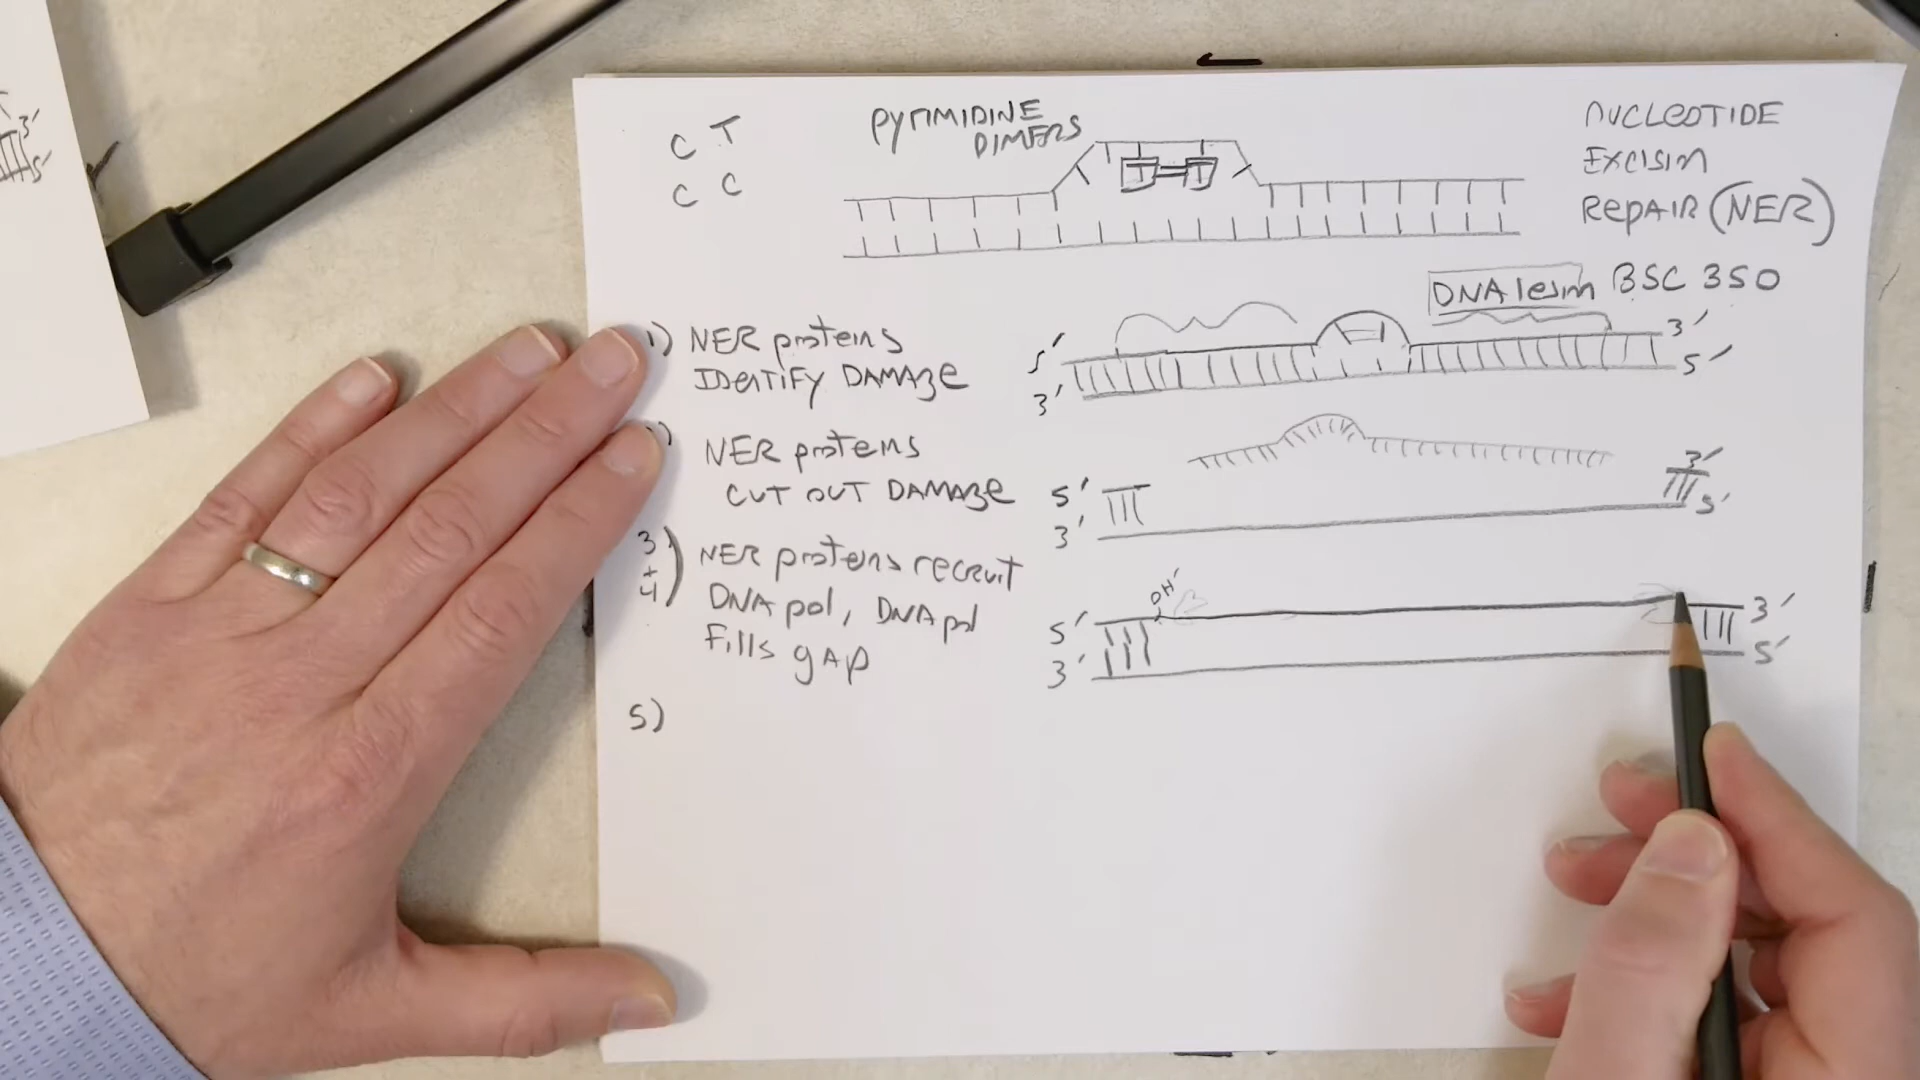 3'
5'
C T
C C
PYRIMIDINE
DIMERS
T T
NUCLEOTIDE
EXCISION
REPAIR (NER)
DNA lesion BSC 350
1) NER proteins
IDENTIFY DAMAGE
5' 3'
3' 5'
NER proteins
CUT OUT DAMAGE
5' 3'
3' 5'
3+4) NER proteins recruit
DNA pol, DNA pol
Fills gap
OH'
5' 3'
3' 5'
5)